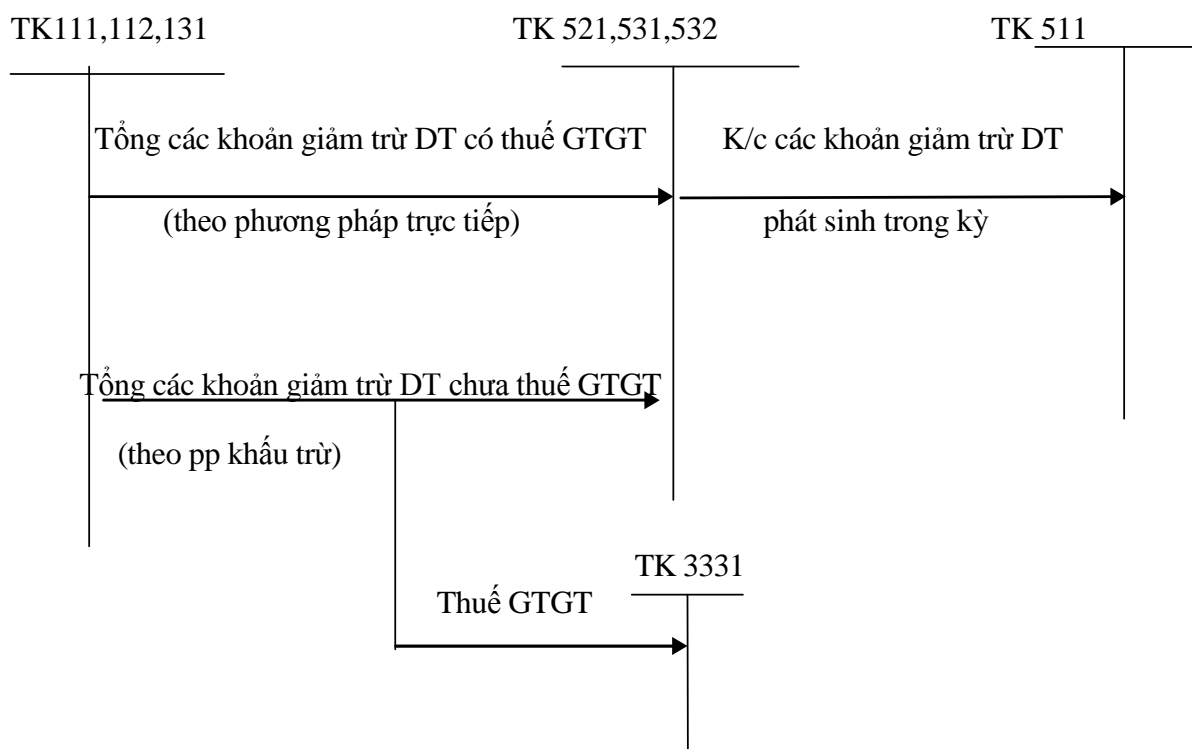 TK111,112,131
TK 521,531,532
TK 511
Tổng các khoản giảm trừ DT có thuế GTGT
K/c các khoản giảm trừ DT
(theo phương pháp trực tiếp)
phát sinh trong kỳ
Tổng các khoản giảm trừ DT chưa thuế GTGT
(theo pp khấu trừ)
TK 3331
Thuế GTGT